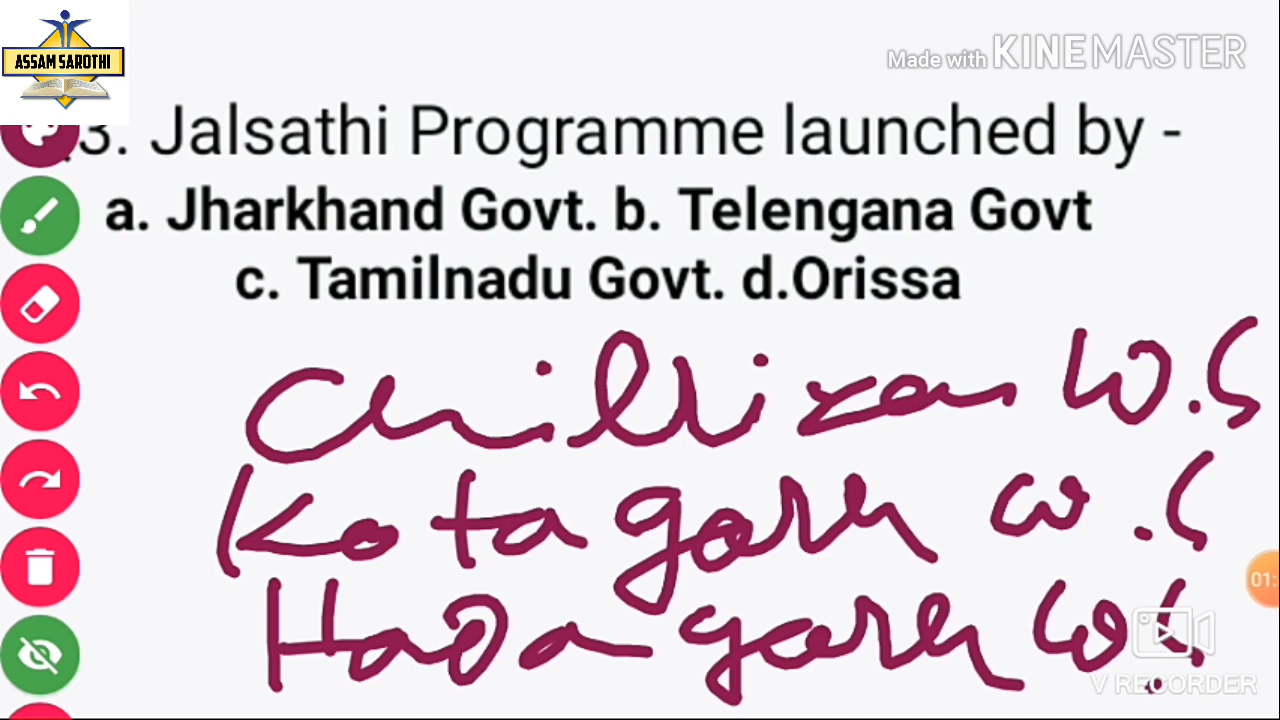 ASSAM SAROTHI
Made with KINEMASTER
3. Jalsathi Programme launched by -
a. Jharkhand Govt. b. Telengana Govt
c. Tamilnadu Govt. d.Orissa
W.S
Kotagarh W.S
Hadagarh W.S.
01:
V RECORDER